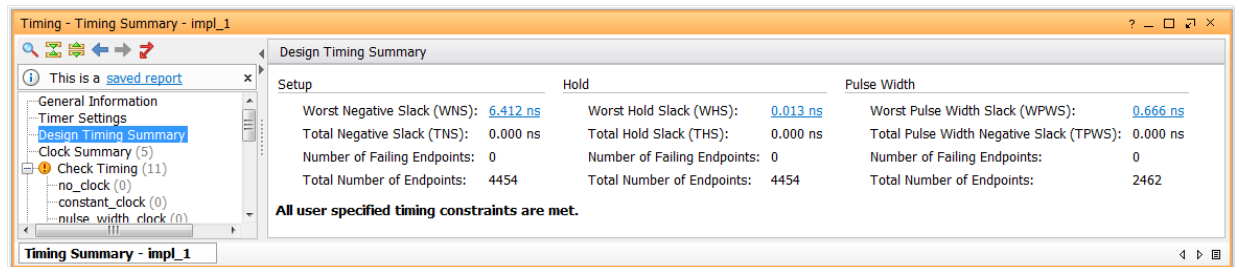 Timing - Timing Summary - impl_1
This is a saved report
General Information
Timer Settings
Design Timing Summary
Clock Summary (5)
Check Timing (11)
no_clock (0)
constant_clock (0)
pulse_width_clock (0)
Design Timing Summary
Setup Hold Pulse Width
Worst Negative Slack (WNS): 6.412 ns Worst Hold Slack (WHS): 0.013 ns Worst Pulse Width Slack (WPWS): 0.666 ns
Total Negative Slack (TNS): 0.000 ns Total Hold Slack (THS): 0.000 ns Total Pulse Width Negative Slack (TPWS): 0.000 ns
Number of Failing Endpoints: 0 Number of Failing Endpoints: 0 Number of Failing Endpoints: 0
Total Number of Endpoints: 4454 Total Number of Endpoints: 4454 Total Number of Endpoints: 2462
All user specified timing constraints are met.
Timing Summary - impl_1